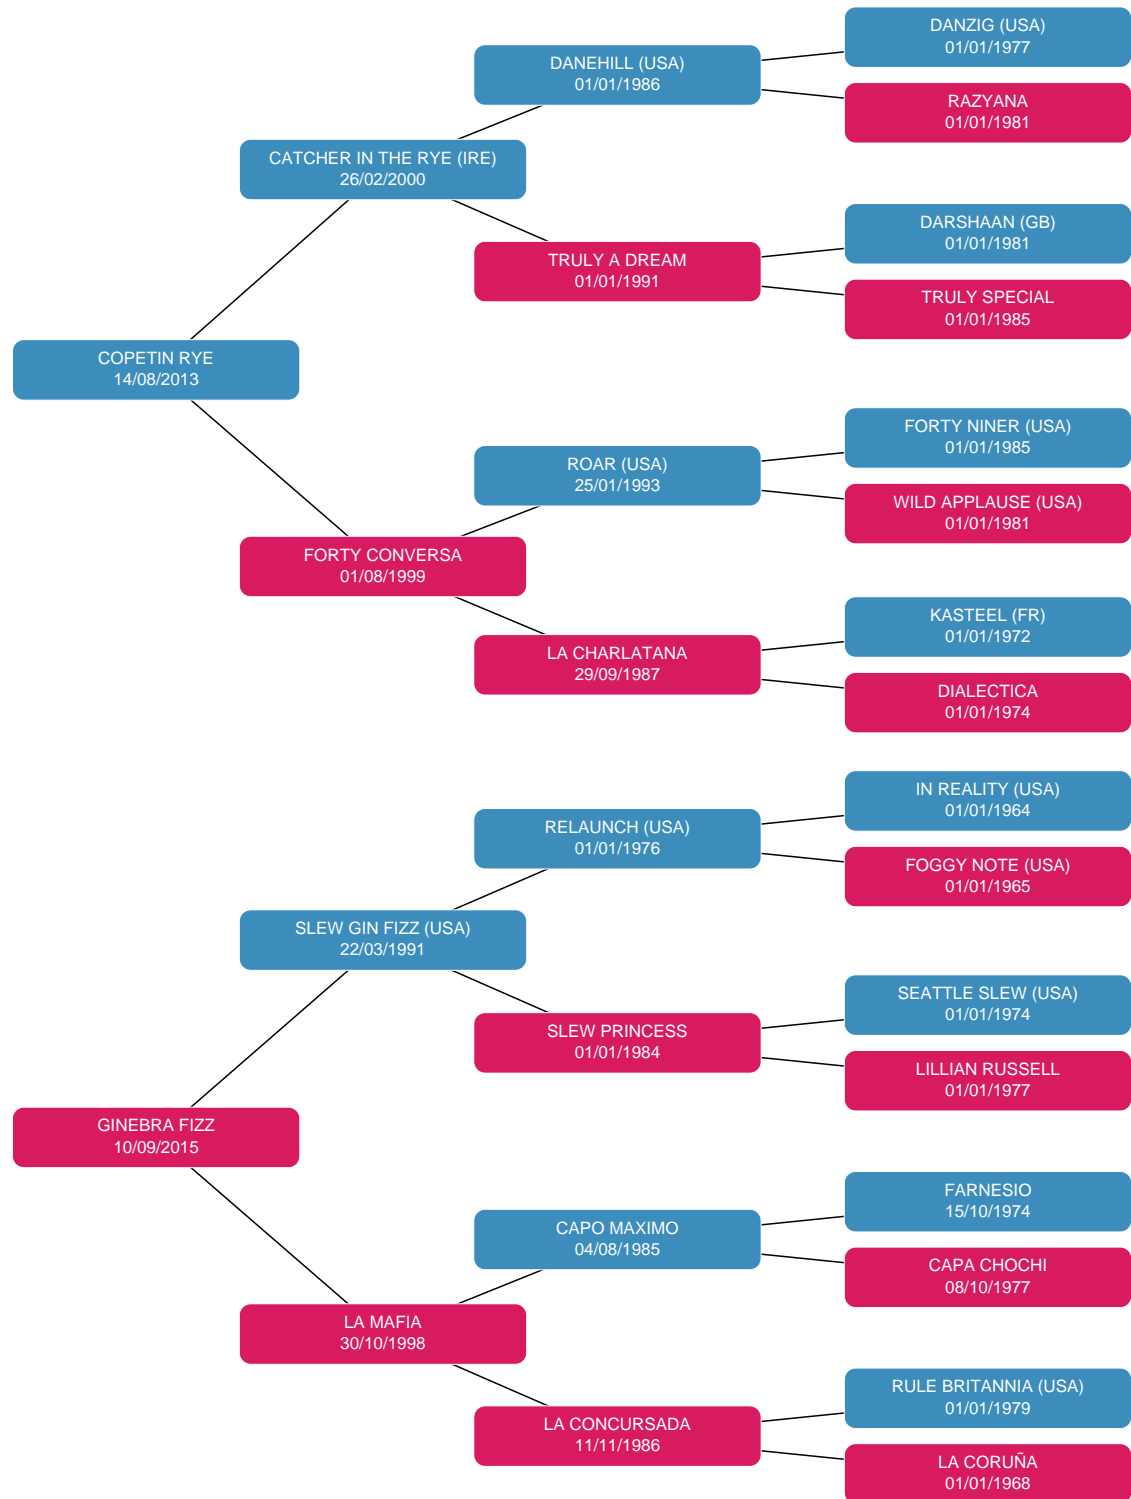 DANZIG (USA)
01/01/1977
DANEHILL (USA)
01/01/1986
RAZYANA
01/01/1981
CATCHER IN THE RYE (IRE)
26/02/2000
DARSHAAN (GB)
01/01/1981
TRULY A DREAM
01/01/1991
TRULY SPECIAL
01/01/1985
COPETIN RYE
14/08/2013
FORTY NINER (USA)
01/01/1985
ROAR (USA)
25/01/1993
WILD APPLAUSE (USA)
01/01/1981
FORTY CONVERSA
01/08/1999
KASTEEL (FR)
01/01/1972
LA CHARLATANA
29/09/1987
DIALECTICA
01/01/1974
IN REALITY (USA)
01/01/1964
RELAUNCH (USA)
01/01/1976
FOGGY NOTE (USA)
01/01/1965
SLEW GIN FIZZ (USA)
22/03/1991
SEATTLE SLEW (USA)
01/01/1974
SLEW PRINCESS
01/01/1984
LILLIAN RUSSELL
01/01/1977
GINEBRA FIZZ
10/09/2015
FARNESIO
15/10/1974
CAPO MAXIMO
04/08/1985
CAPA CHOCHI
08/10/1977
LA MAFIA
30/10/1998
RULE BRITANNIA (USA)
01/01/1979
LA CONCURSADA
11/11/1986
LA CORUÑA
01/01/1968